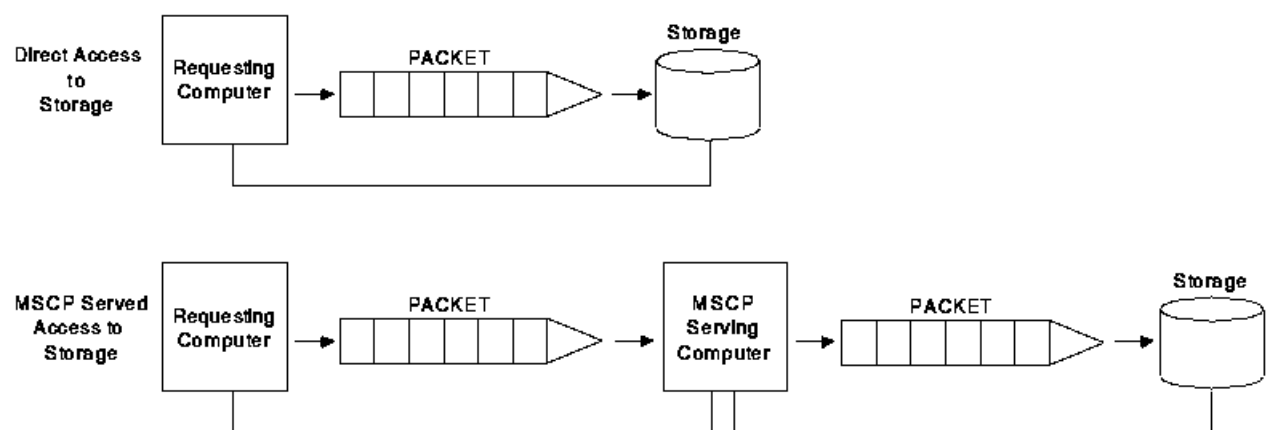 Direct Access
to
Storage
Requesting
Computer
PACKET
Storage
MSCP Served
Access to
Storage
Requesting
Computer
PACKET
MSCP
Serving
Computer
PACKET
Storage